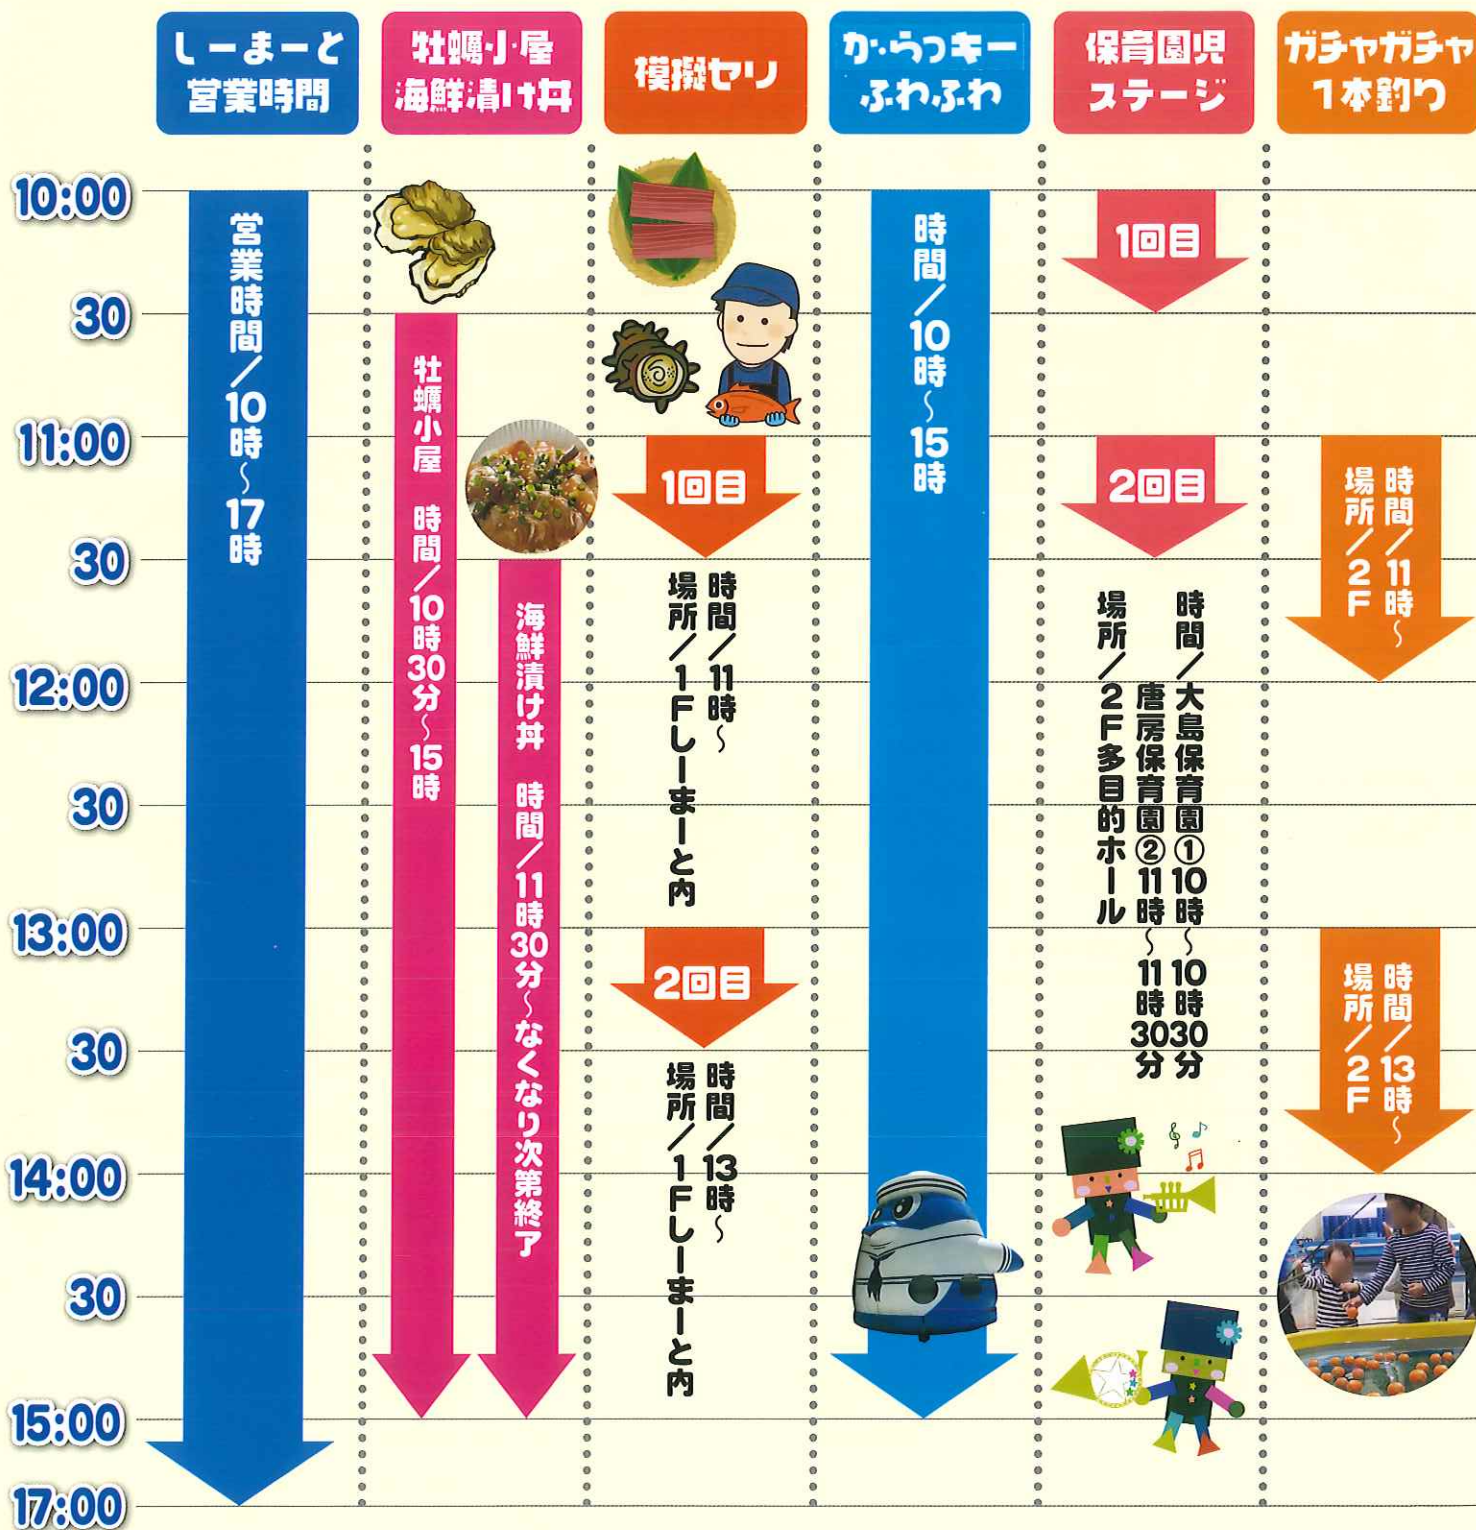 しーまーと
営業時間
牡蠣小屋
海鮮漬け丼
模擬セリ
からつキー
ふわふわ
保育園児
ステージ
ガチャガチャ
1本釣り
10:00
30
11:00
30
12:00
30
13:00
30
14:00
30
15:00
17:00
営業時間/10時〜17時
牡蠣小屋 時間/10時30分〜15時
海鮮漬け丼 時間/11時30分〜なくなり次第終了
1回目
時間/11時〜
場所/1Fしーまーと内
2回目
時間/13時〜
場所/1Fしーまーと内
時間/10時〜15時
1回目
2回目
時間/大島保育園①10時〜10時30分
唐房保育園②11時〜11時30分
場所/2F多目的ホール
時間/11時〜
場所/2F
時間/13時〜
場所/2F